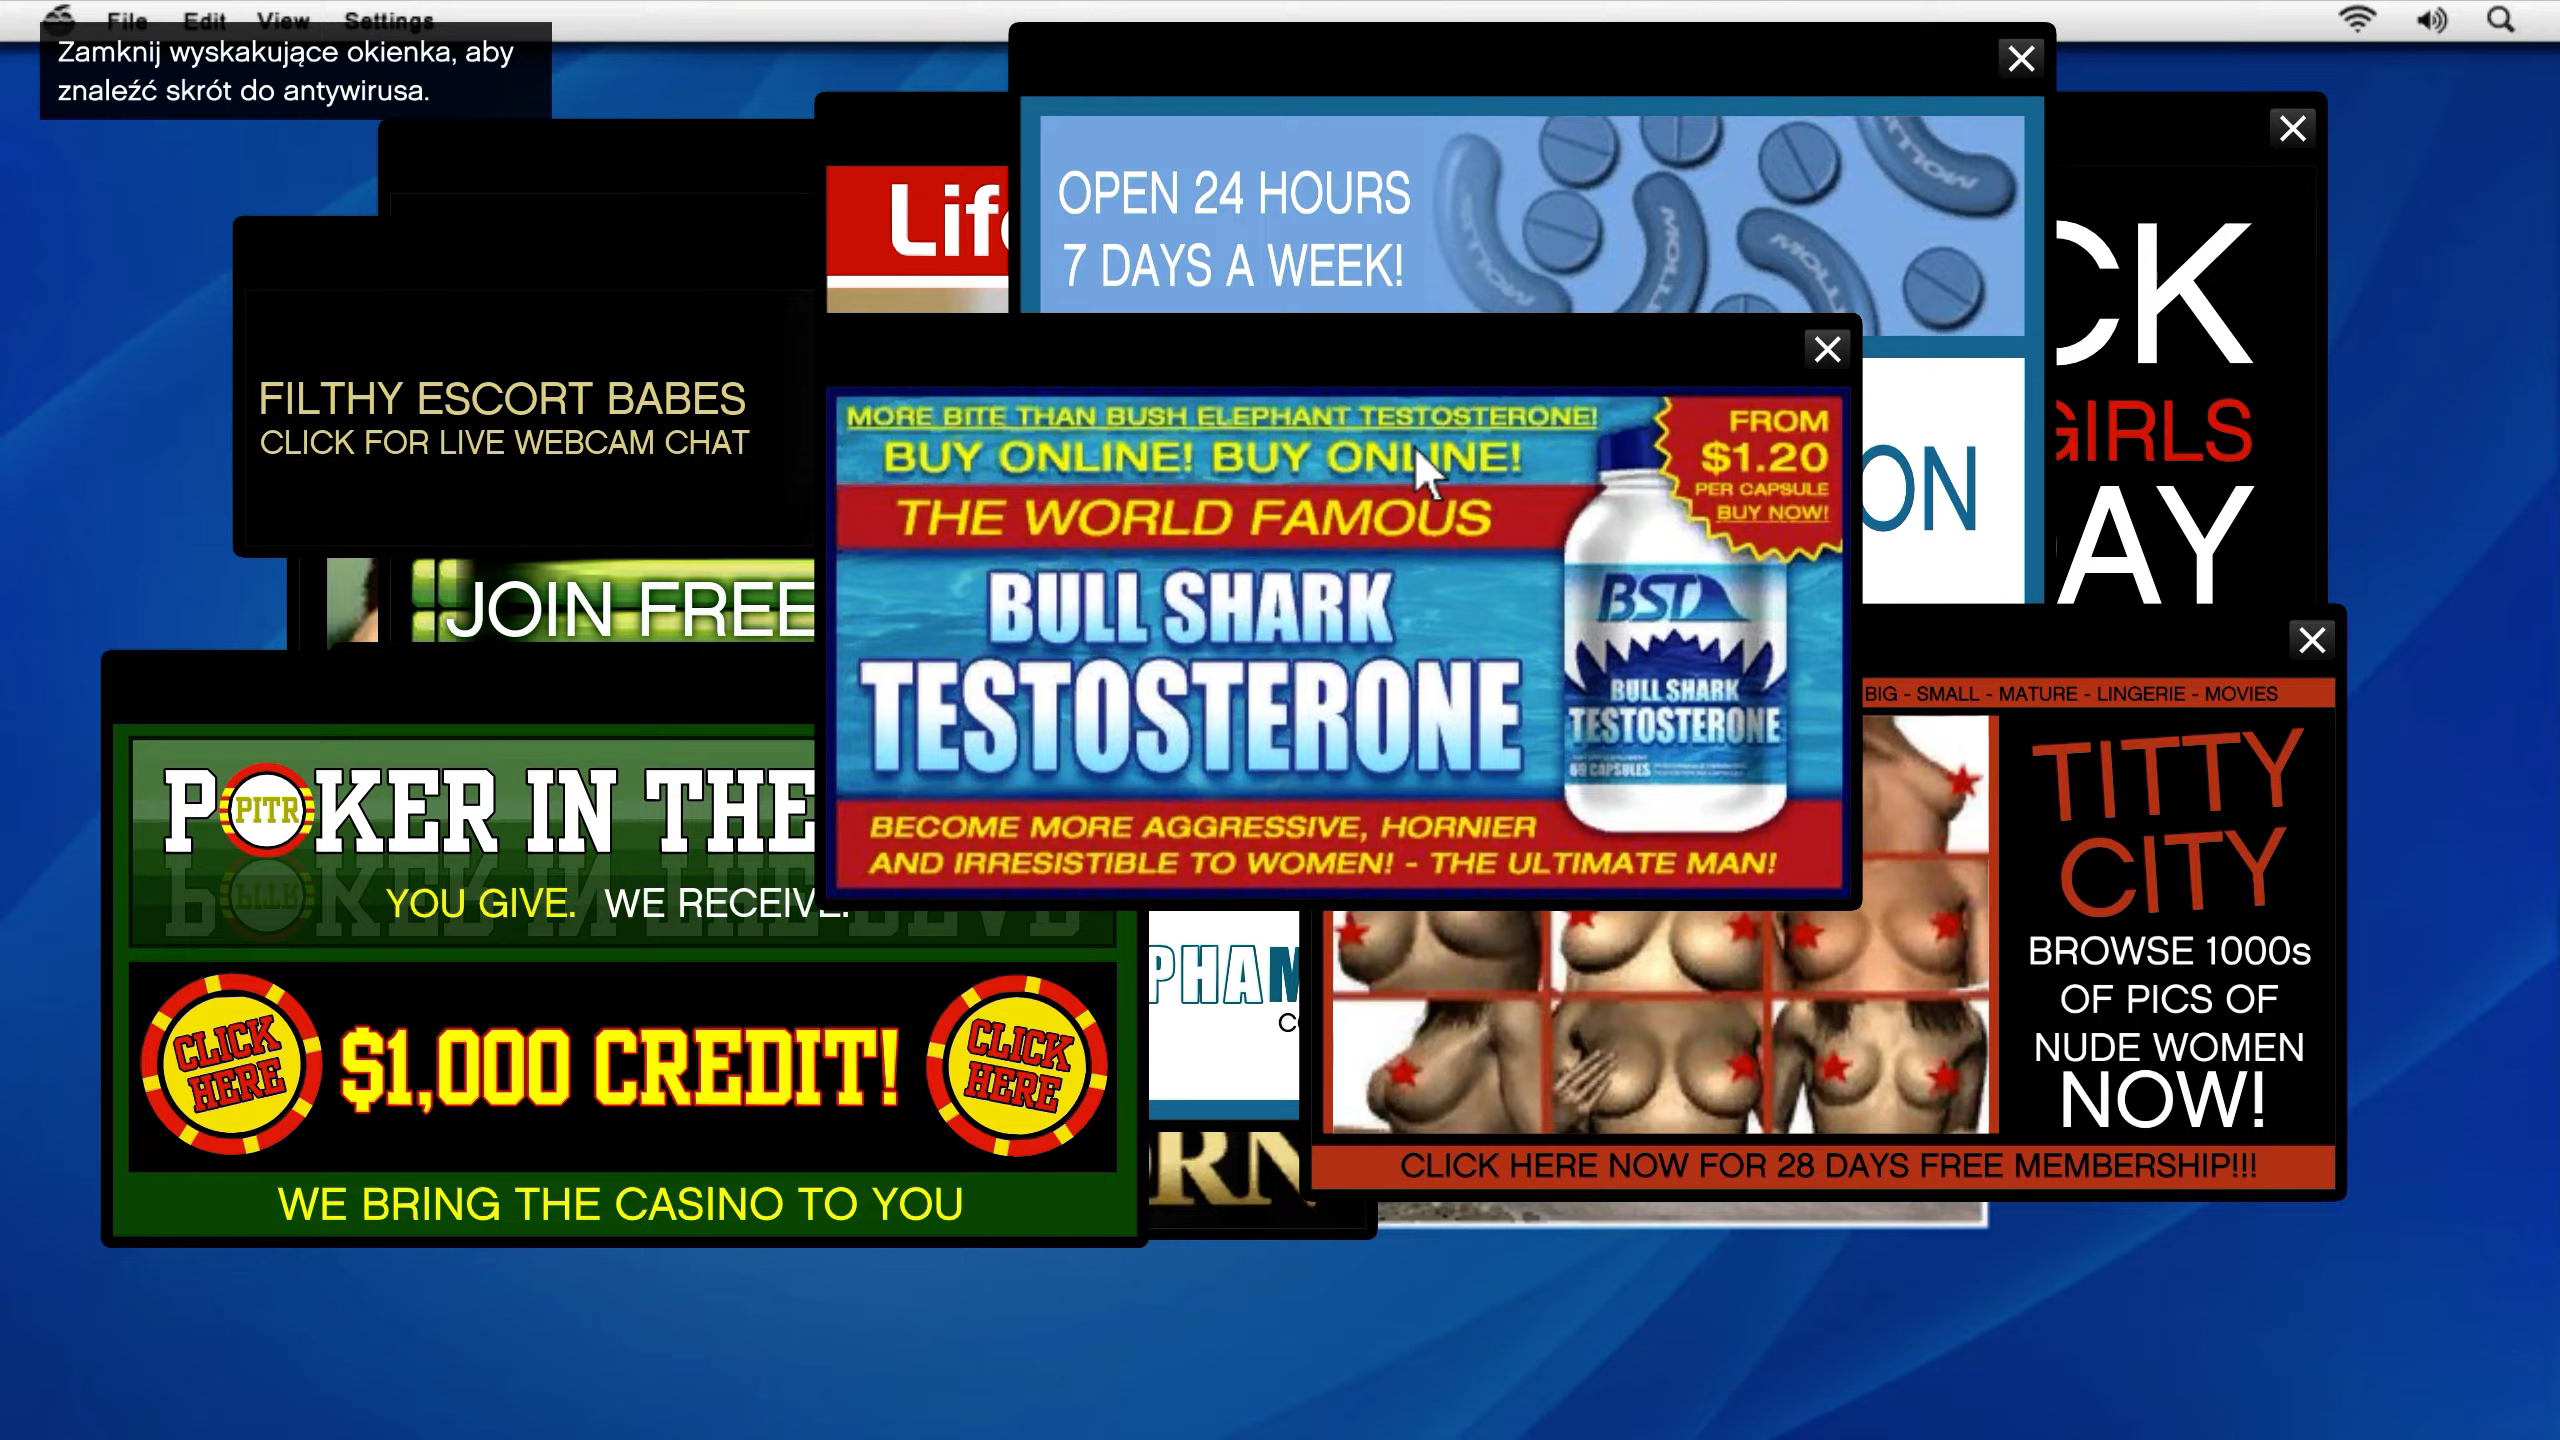 File Edit View Settings
Zamknij wyskakujące okienka, aby
znaleźć skrót do antywirusa.
OPEN 24 HOURS
7 DAYS A WEEK!
MOLLIS
FILTHY ESCORT BABES
CLICK FOR LIVE WEBCAM CHAT
CK
GIRLS
AY
ON
JOIN FREE
MORE BITE THAN BUSH ELEPHANT TESTOSTERONE!
BUY ONLINE! BUY ONLINE!
THE WORLD FAMOUS
BULL SHARK
TESTOSTERONE
BECOME MORE AGGRESSIVE, HORNIER
AND IRRESISTIBLE TO WOMEN! - THE ULTIMATE MAN!
FROM
$1.20
PER CAPSULE
BUY NOW!
BST
BULL SHARK
TESTOSTERONE
CAPSULES
POKER IN THE
PITR
YOU GIVE. WE RECEIVE.
CLICK
HERE
$1,000 CREDIT!
CLICK
HERE
WE BRING THE CASINO TO YOU
PHAM
RN
BIG - SMALL - MATURE - LINGERIE - MOVIES
TITTY
CITY
BROWSE 1000s
OF PICS OF
NUDE WOMEN
NOW!
CLICK HERE NOW FOR 28 DAYS FREE MEMBERSHIP!!!